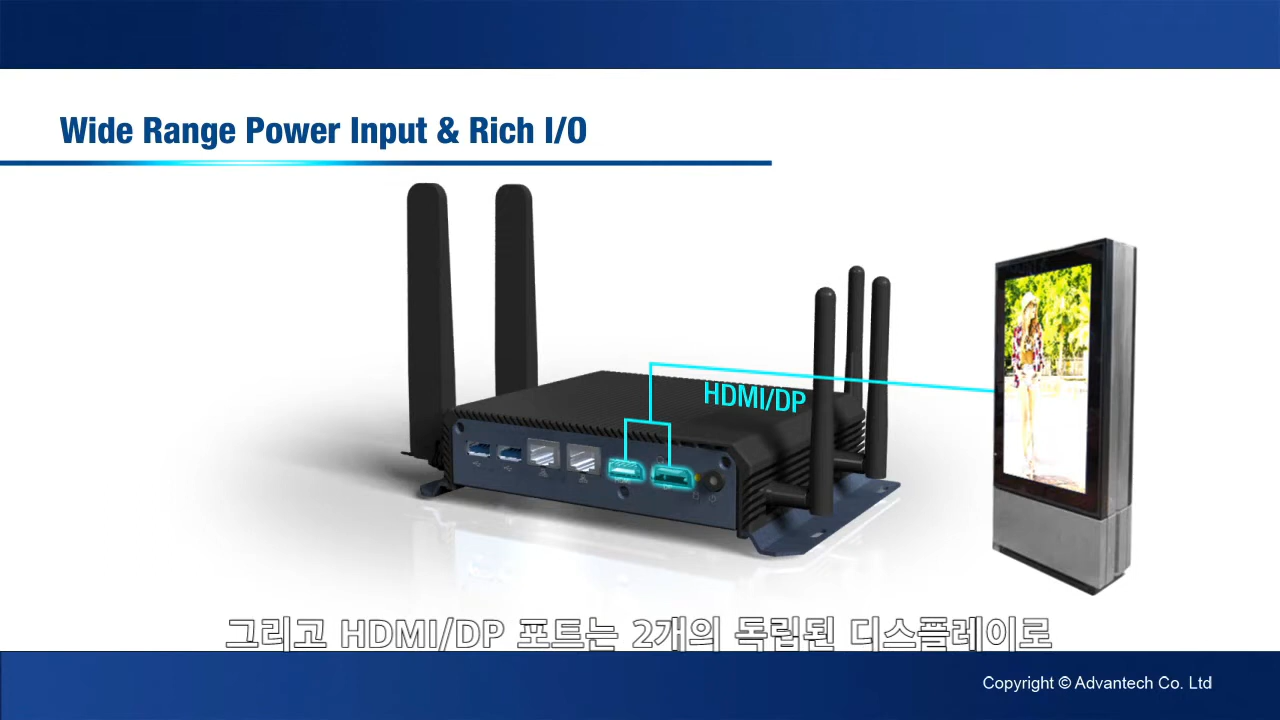 Wide Range Power Input & Rich I/O
HDMI/DP
그리고 HDMI/DP 포트는 2개의 독립된 디스플레이로
Copyright © Advantech Co. Ltd